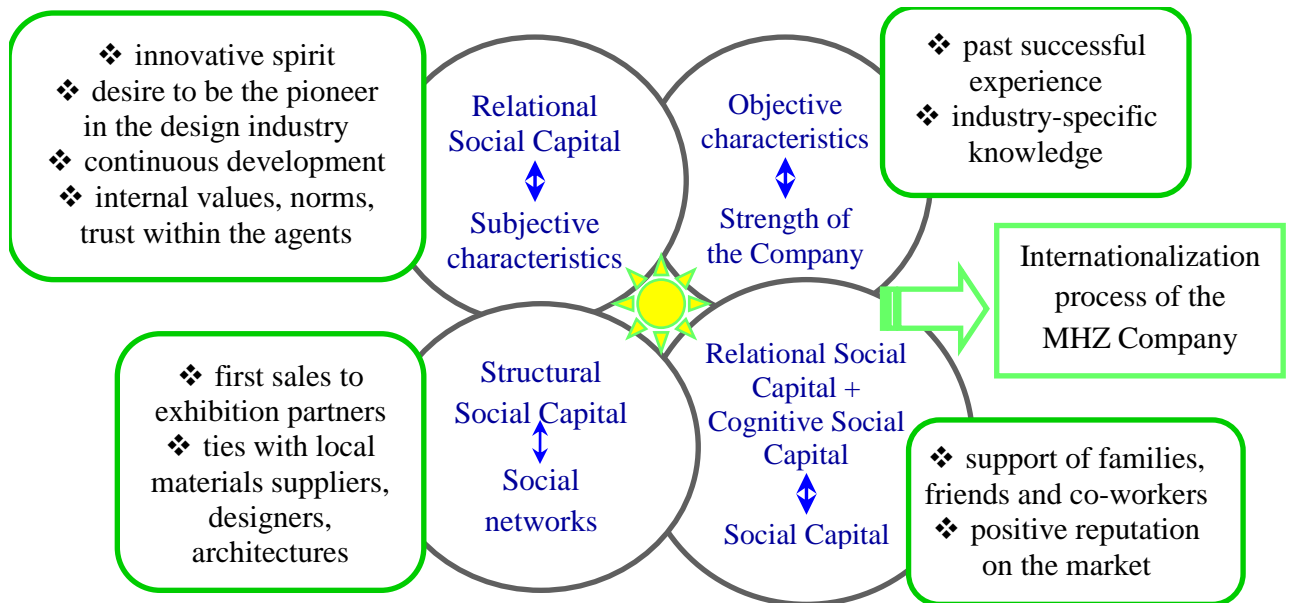 ❖ innovative spirit
❖ desire to be the pioneer
in the design industry
❖ continuous development
❖ internal values, norms,
trust within the agents
Relational
Social Capital
Subjective
characteristics
Objective
characteristics
Strength of
the Company
❖ past successful
experience
❖ industry-specific
knowledge
Internationalization
process of the
MHZ Company
❖ first sales to
exhibition partners
❖ ties with local
materials suppliers,
designers,
architectures
Structural
Social Capital
Social
networks
Relational Social
Capital +
Cognitive Social
Capital
Social Capital
❖ support of families,
friends and co-workers
❖ positive reputation
on the market